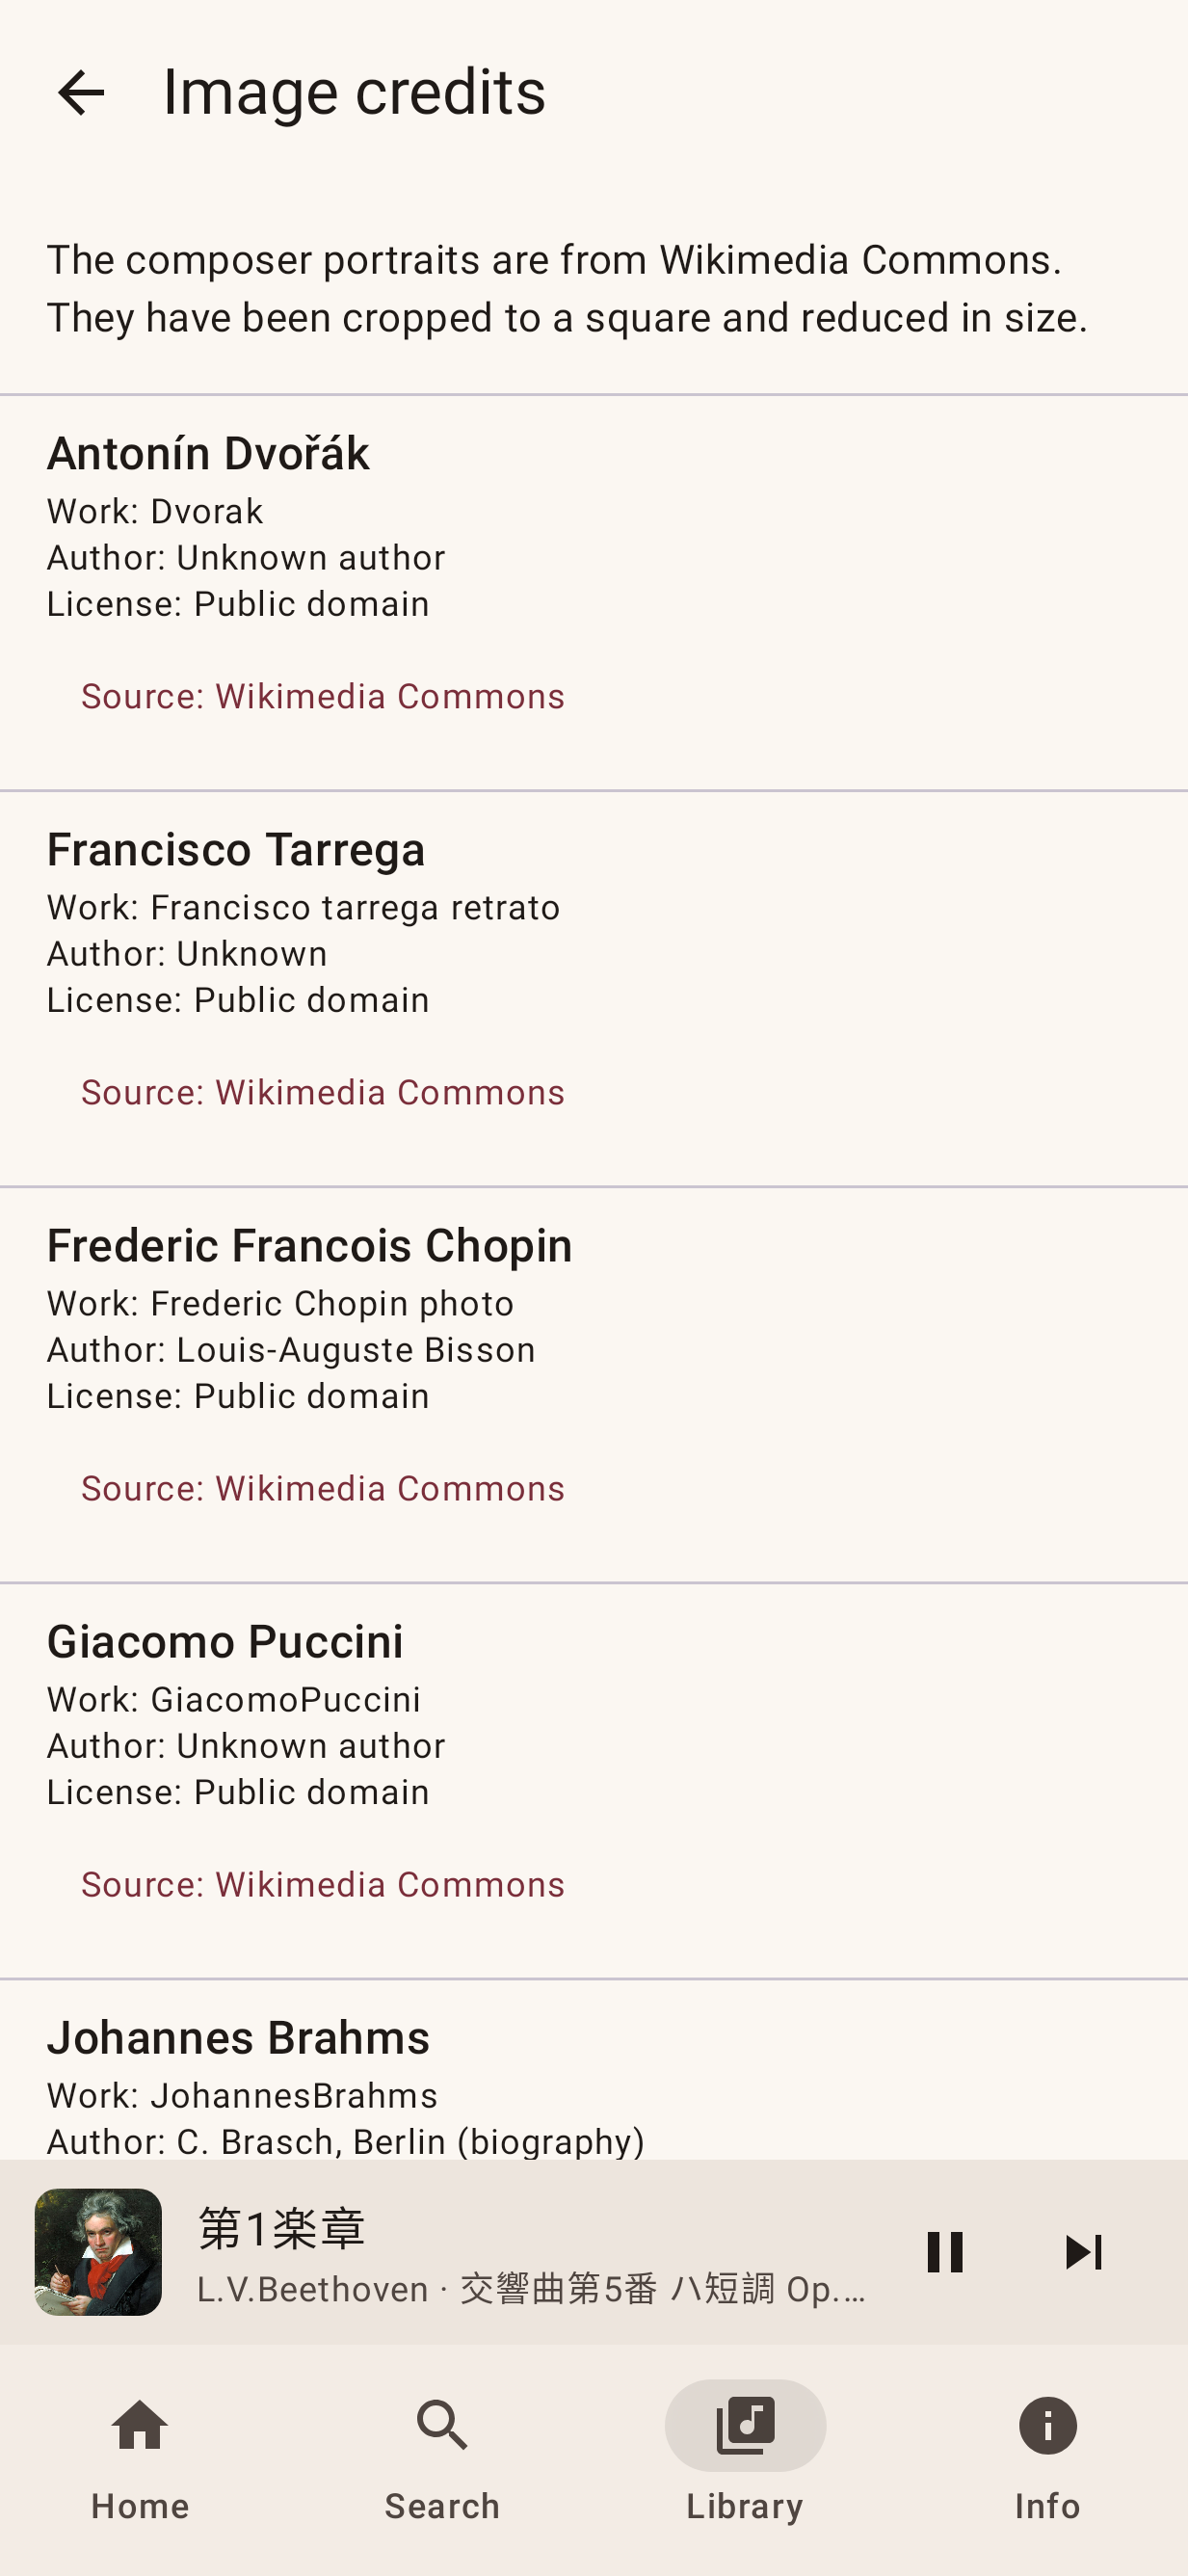 Image credits
The composer portraits are from Wikimedia Commons.
They have been cropped to a square and reduced in size.
Antonín Dvořák
Work: Dvorak
Author: Unknown author
License: Public domain
Source: Wikimedia Commons
Francisco Tarrega
Work: Francisco tarrega retrato
Author: Unknown
License: Public domain
Source: Wikimedia Commons
Frederic Francois Chopin
Work: Frederic Chopin photo
Author: Louis-Auguste Bisson
License: Public domain
Source: Wikimedia Commons
Giacomo Puccini
Work: GiacomoPuccini
Author: Unknown author
License: Public domain
Source: Wikimedia Commons
Johannes Brahms
Work: JohannesBrahms
Author: C. Brasch, Berlin (biography)
第1楽章
L.V.Beethoven · 交響曲第5番 ハ短調 Op.…
Home
Search
Library
Info